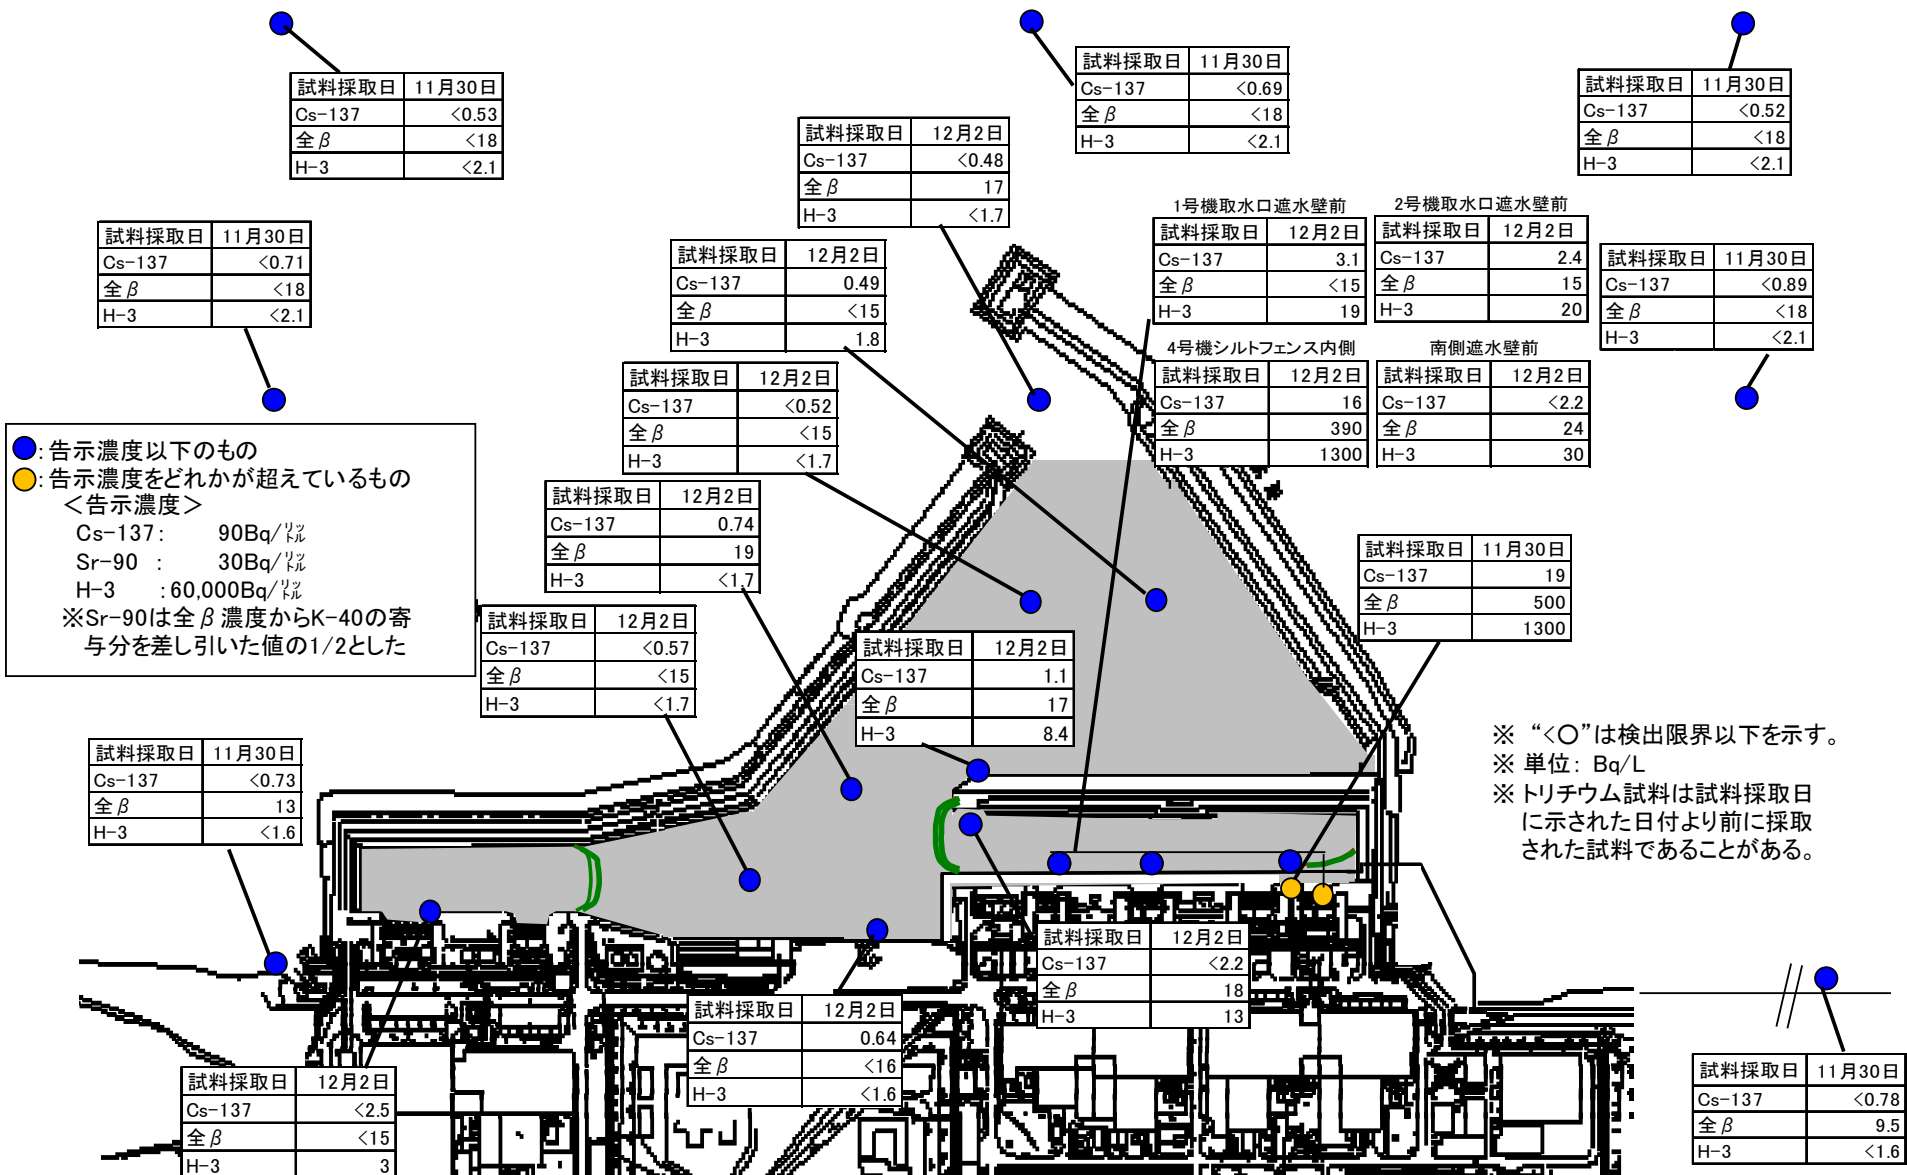 試料採取日 11月30日
Cs-137 <0.53
全β <18
H-3 <2.1
試料採取日 11月30日
Cs-137 <0.69
全β <18
H-3 <2.1
試料採取日 11月30日
Cs-137 <0.52
全β <18
H-3 <2.1
試料採取日 12月2日
Cs-137 <0.48
全β 17
H-3 <1.7
試料採取日 11月30日
Cs-137 <0.71
全β <18
H-3 <2.1
試料採取日 12月2日
Cs-137 0.49
全β <15
H-3 1.8
1号機取水口遮水壁前
試料採取日 12月2日
Cs-137 3.1
全β <15
H-3 19
2号機取水口遮水壁前
試料採取日 12月2日
Cs-137 2.4
全β 15
H-3 20
試料採取日 11月30日
Cs-137 <0.89
全β <18
H-3 <2.1
4号機シルトフェンス内側
試料採取日 12月2日
Cs-137 16
全β 390
H-3 1300
南側遮水壁前
試料採取日 12月2日
Cs-137 <2.2
全β 24
H-3 30
試料採取日 12月2日
Cs-137 <0.52
全β <15
H-3 <1.7
●: 告示濃度以下のもの
●: 告示濃度をどれかが超えているもの
<告示濃度>
Cs-137: 90Bq/リットル
Sr-90 : 30Bq/リットル
H-3 :60,000Bq/リットル
※Sr-90は全β濃度からK-40の寄
与分を差し引いた値の1/2とした
試料採取日 12月2日
Cs-137 0.74
全β 19
H-3 <1.7
試料採取日 11月30日
Cs-137 19
全β 500
H-3 1300
試料採取日 12月2日
Cs-137 <0.57
全β <15
H-3 <1.7
試料採取日 12月2日
Cs-137 1.1
全β 17
H-3 8.4
※ “<○”は検出限界以下を示す。
※ 単位: Bq/L
※ トリチウム試料は試料採取日
に示された日付より前に採取
された試料であることがある。
試料採取日 11月30日
Cs-137 <0.73
全β 13
H-3 <1.6
試料採取日 12月2日
Cs-137 <2.2
全β 18
H-3 13
試料採取日 12月2日
Cs-137 0.64
全β <16
H-3 <1.6
試料採取日 12月2日
Cs-137 <2.5
全β <15
H-3 3
試料採取日 11月30日
Cs-137 <0.78
全β 9.5
H-3 <1.6